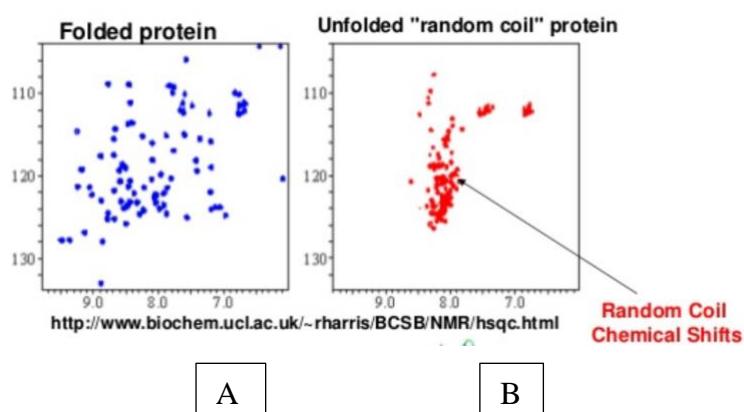 Folded protein
Unfolded "random coil" protein
110
120
130
9.0 8.0 7.0
110
120
130
9.0 8.0 7.0
Random Coil
Chemical Shifts
http://www.biochem.ucl.ac.uk/~rharris/BCSB/NMR/hsqc.html
A
B